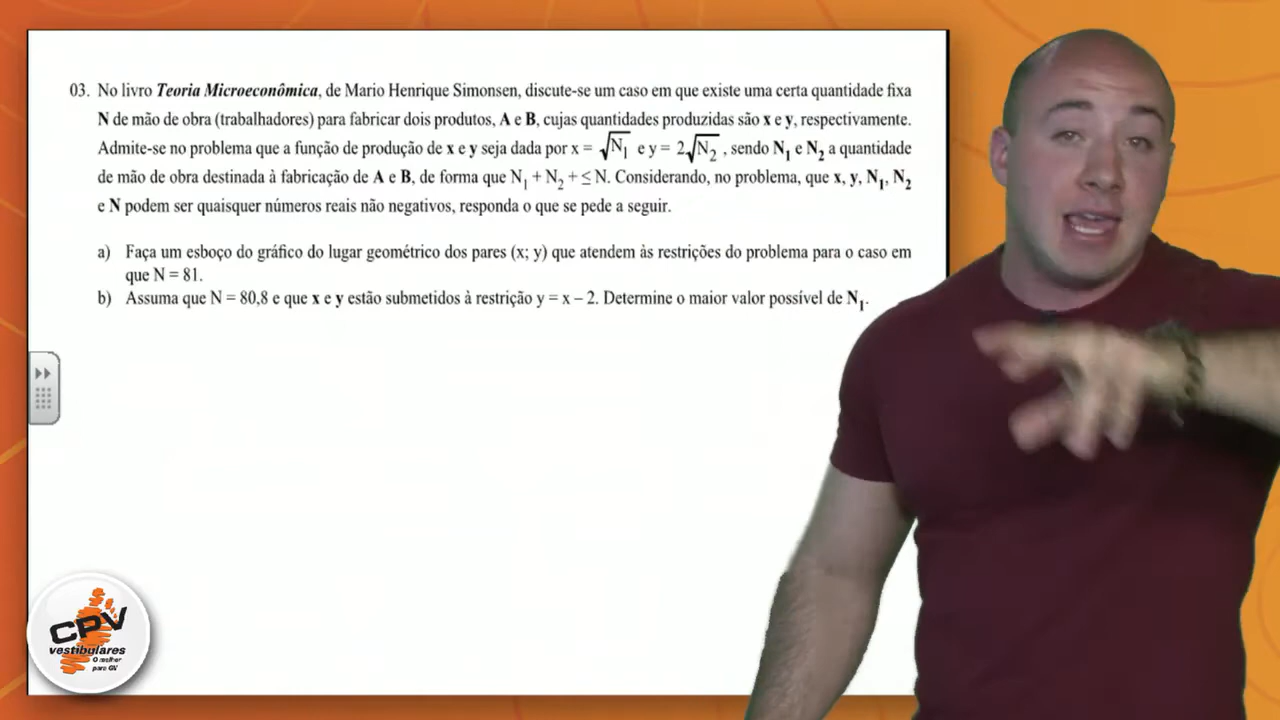 03. No livro Teoria Microeconômica, de Mario Henrique Simonsen, discute-se um caso em que existe uma certa quantidade fixa
N de mão de obra (trabalhadores) para fabricar dois produtos, A e B, cujas quantidades produzidas são x e y, respectivamente.
Admite-se no problema que a função de produção de x e y seja dada por x = √N₁ e y = 2√N₂, sendo N₁ e N₂ a quantidade
de mão de obra destinada à fabricação de A e B, de forma que N₁ + N₂ + ≤ N. Considerando, no problema, que x, y, N₁, N₂
e N podem ser quaisquer números reais não negativos, responda o que se pede a seguir.
a) Faça um esboço do gráfico do lugar geométrico dos pares (x; y) que atendem às restrições do problema para o caso em
que N = 81.
b) Assuma que N = 80,8 e que x e y estão submetidos à restrição y = x – 2. Determine o maior valor possível de N₁.
CPV
vestibulares
O melhor
para GV